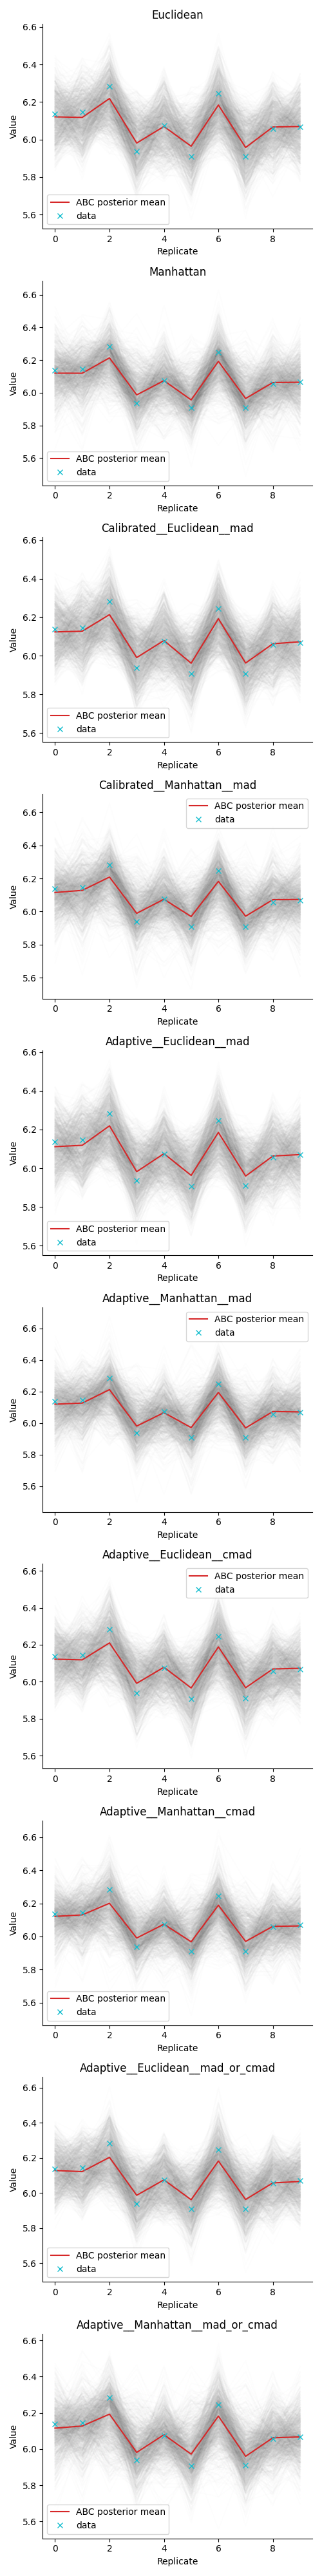 Euclidean
6.6
6.4
6.2
6.0
5.8
5.6
Value
ABC posterior mean
data
0 2 4 6 8
Replicate
Manhattan
6.6
6.4
6.2
6.0
5.8
5.6
Value
ABC posterior mean
data
0 2 4 6 8
Replicate
Calibrated__Euclidean__mad
6.6
6.4
6.2
6.0
5.8
5.6
Value
ABC posterior mean
data
0 2 4 6 8
Replicate
Calibrated__Manhattan__mad
ABC posterior mean
data
6.6
6.4
6.2
6.0
5.8
5.6
Value
0 2 4 6 8
Replicate
Adaptive__Euclidean__mad
6.6
6.4
6.2
6.0
5.8
5.6
Value
ABC posterior mean
data
0 2 4 6 8
Replicate
Adaptive__Manhattan__mad
ABC posterior mean
data
6.6
6.4
6.2
6.0
5.8
5.6
Value
0 2 4 6 8
Replicate
Adaptive__Euclidean__cmad
ABC posterior mean
data
6.6
6.4
6.2
6.0
5.8
5.6
Value
0 2 4 6 8
Replicate
Adaptive__Manhattan__cmad
6.6
6.4
6.2
6.0
5.8
5.6
Value
ABC posterior mean
data
0 2 4 6 8
Replicate
Adaptive__Euclidean__mad_or_cmad
6.6
6.4
6.2
6.0
5.8
5.6
Value
ABC posterior mean
data
0 2 4 6 8
Replicate
Adaptive__Manhattan__mad_or_cmad
6.6
6.4
6.2
6.0
5.8
5.6
Value
ABC posterior mean
data
0 2 4 6 8
Replicate